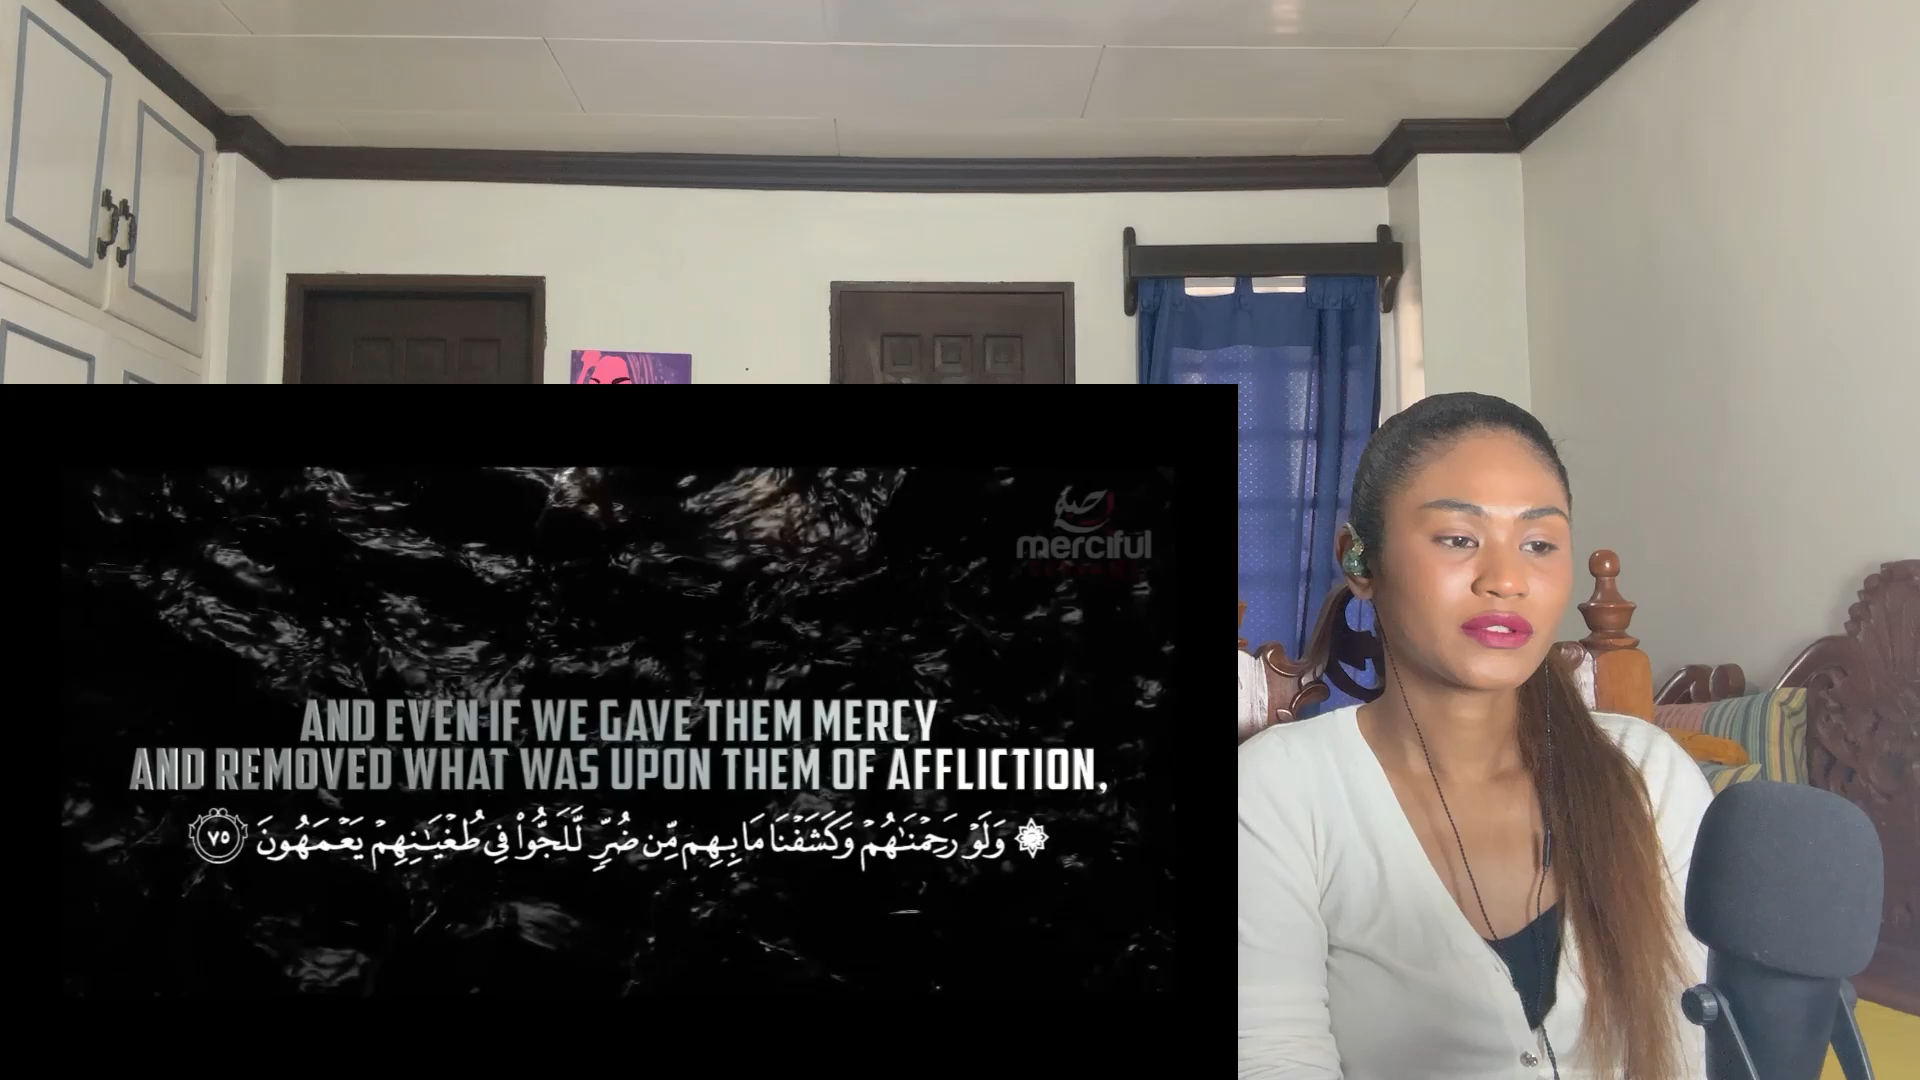 رحمة
merciful
AND EVEN IF WE GAVE THEM MERCY
AND REMOVED WHAT WAS UPON THEM OF AFFLICTION,
۞ وَلَوْ رَحِمْنَٰهُمْ وَكَشَفْنَا مَا بِهِم مِّن ضُرٍّ لَّلَجُّوا۟ فِى طُغْيَٰنِهِمْ يَعْمَهُونَ ٧٥